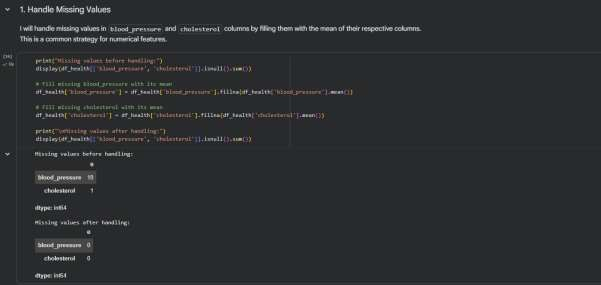 1. Handle Missing Values
I will handle missing values in blood_pressure and cholesterol columns by filling them with the mean of their respective columns.
This is a common strategy for numerical features.
print("Missing values before handling:")
display(df_health[['blood_pressure', 'cholesterol']].isnull().sum())
# Fill missing blood_pressure with its mean
df_health['blood_pressure'] = df_health['blood_pressure'].fillna(df_health['blood_pressure'].mean())
# Fill missing cholesterol with its mean
df_health['cholesterol'] = df_health['cholesterol'].fillna(df_health['cholesterol'].mean())
print("\nMissing values after handling:")
display(df_health[['blood_pressure', 'cholesterol']].isnull().sum())
Missing values before handling:
0
blood_pressure 10
cholesterol 1
dtype: int64
Missing values after handling:
0
blood_pressure 0
cholesterol 0
dtype: int64